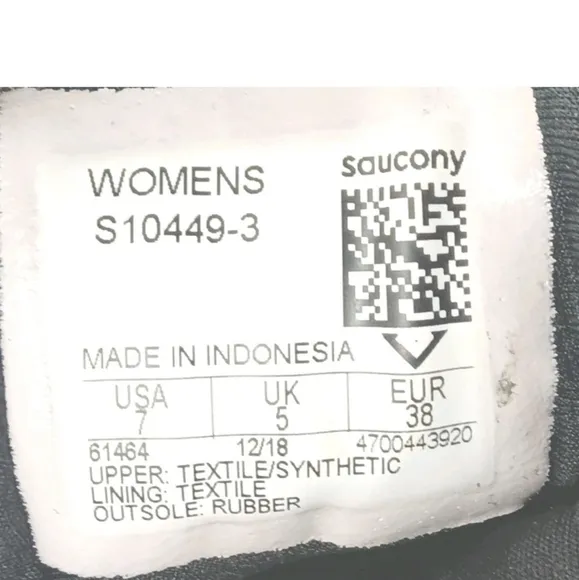 WOMENS
S10449-3
saucony
MADE IN INDONESIA
USA UK EUR
7 5 38
61464 12/18 4700443920
UPPER: TEXTILE/SYNTHETIC
LINING: TEXTILE
OUTSOLE: RUBBER